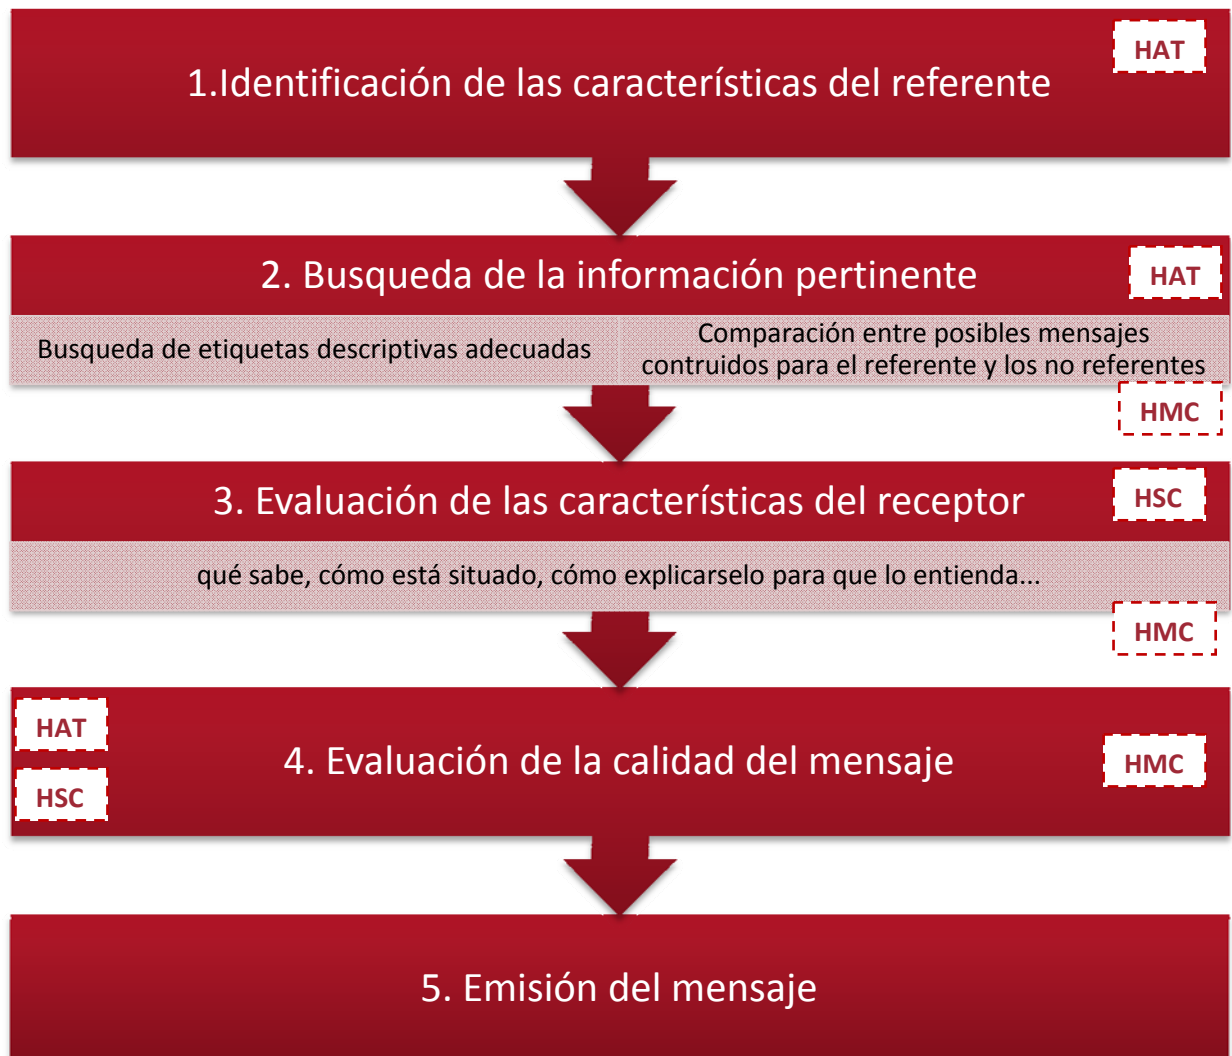 HAT
1.Identificación de las características del referente
2. Busqueda de la información pertinente
HAT
Busqueda de etiquetas descriptivas adecuadas
Comparación entre posibles mensajes
contruidos para el referente y los no referentes
HMC
3. Evaluación de las características del receptor
HSC
qué sabe, cómo está situado, cómo explicarselo para que lo entienda...
HMC
HAT
HSC
4. Evaluación de la calidad del mensaje
HMC
5. Emisión del mensaje